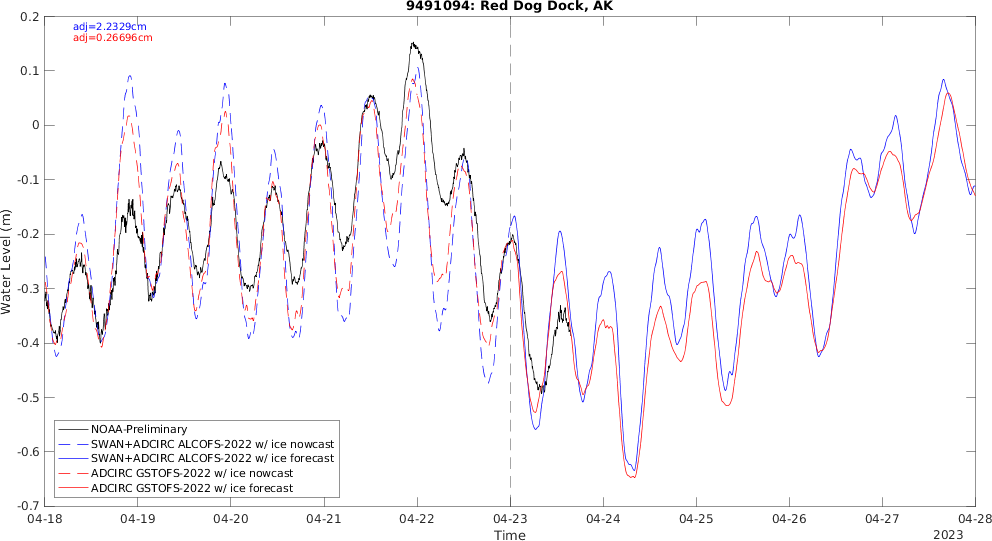 9491094: Red Dog Dock, AK
adj=2.2329cm
adj=0.26696cm
0.2
0.1
0
-0.1
-0.2
-0.3
-0.4
-0.5
-0.6
-0.7
Water Level (m)
NOAA-Preliminary
SWAN+ADCIRC ALCOFS-2022 w/ ice nowcast
SWAN+ADCIRC ALCOFS-2022 w/ ice forecast
ADCIRC GSTOFS-2022 w/ ice nowcast
ADCIRC GSTOFS-2022 w/ ice forecast
04-18 04-19 04-20 04-21 04-22 04-23 04-24 04-25 04-26 04-27 04-28
Time
2023